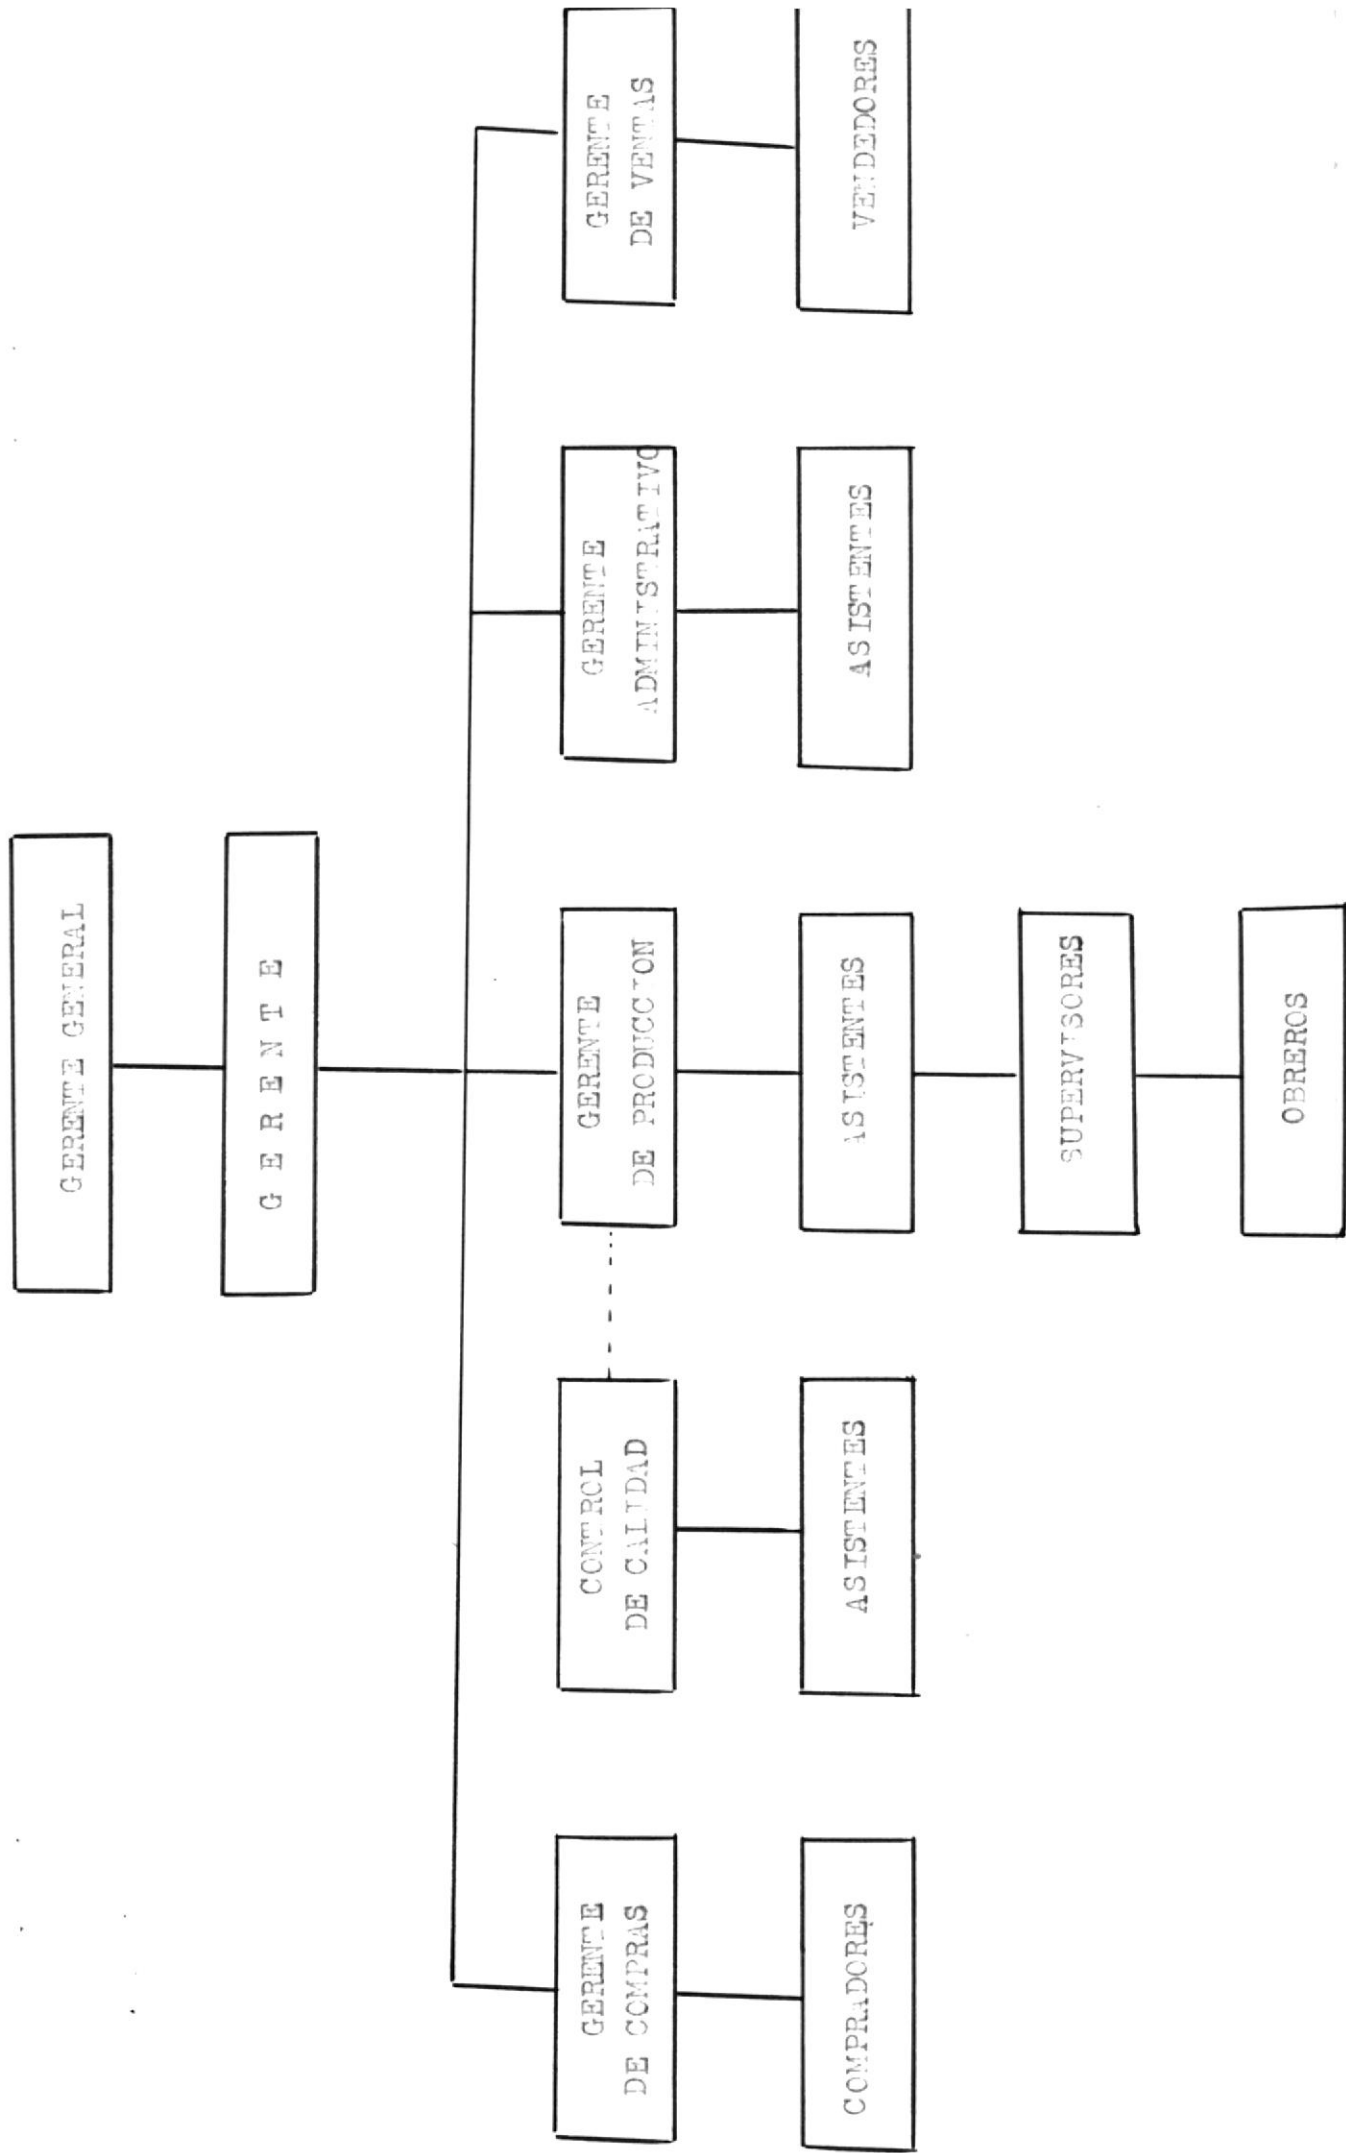 GERENTE GENERAL
G E R E N T E
GERENTE
DE COMPRAS
CONTROL
DE CALIDAD
GERENTE
DE PRODUCCION
GERENTE
ADMINISTRATIVO
GERENTE
DE VENTAS
COMPRADORES
ASISTENTES
ASISTENTES
ASISTENTES
VENDEDORES
SUPERVISORES
OBREROS